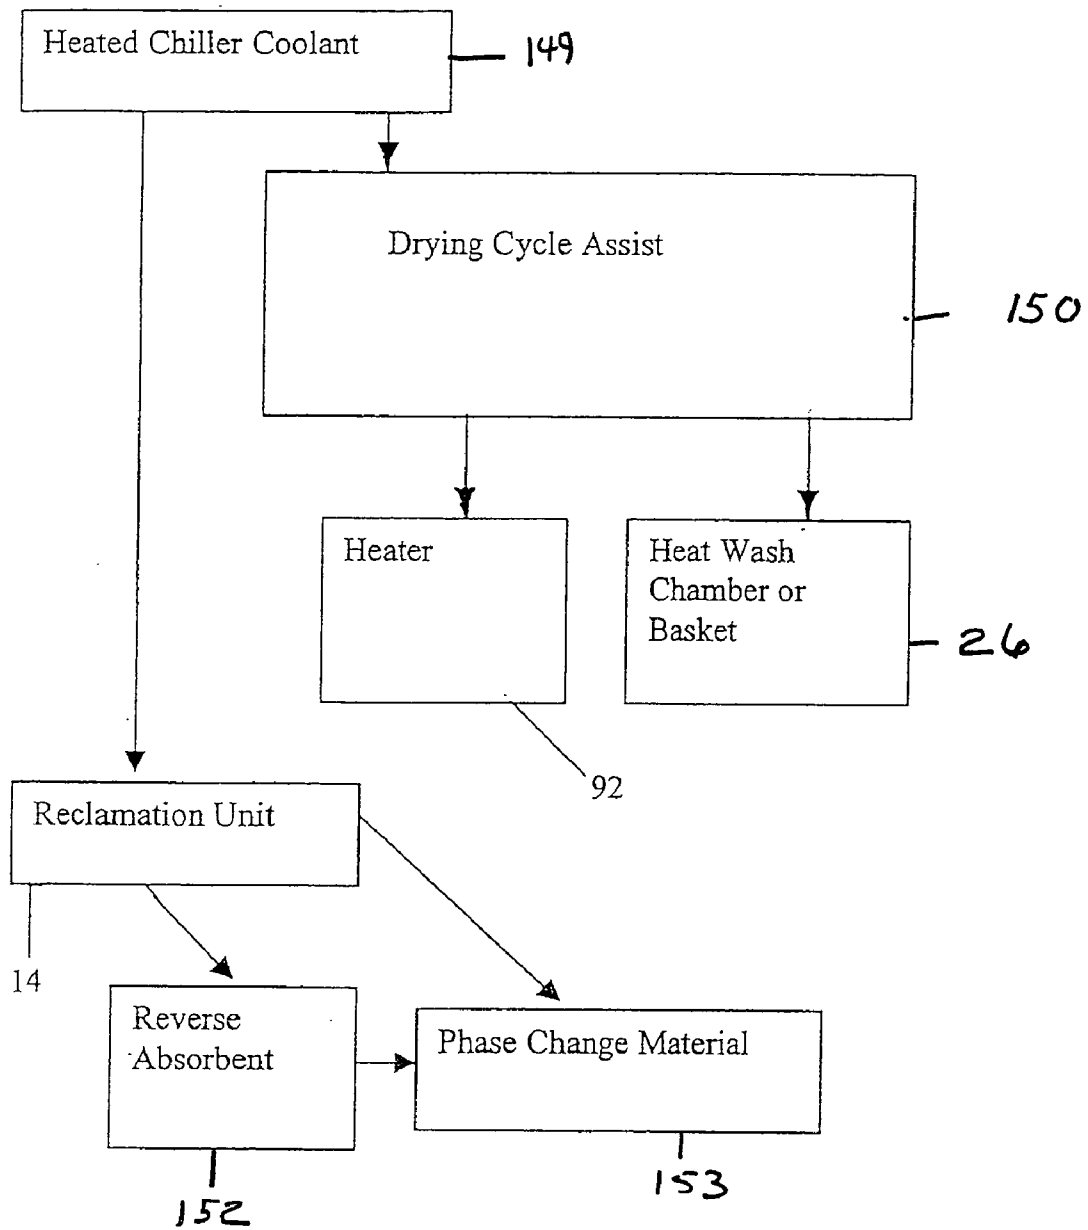 Heated Chiller Coolant
149
Drying Cycle Assist
150
Heater
Heat Wash
Chamber or
Basket
26
92
Reclamation Unit
14
Reverse
Absorbent
Phase Change Material
152
153